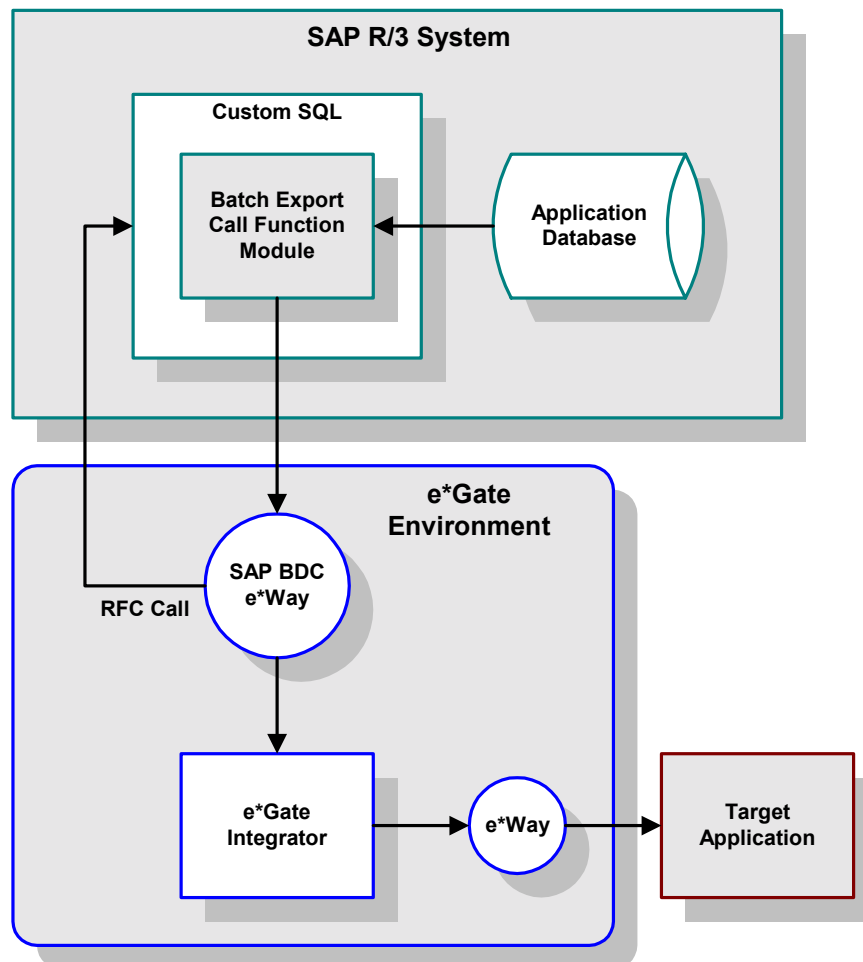 SAP R/3 System
Custom SQL
Batch Export
Call Function
Module
Application
Database
e*Gate
Environment
SAP BDC
e*Way
RFC Call
e*Gate
Integrator
e*Way
Target
Application